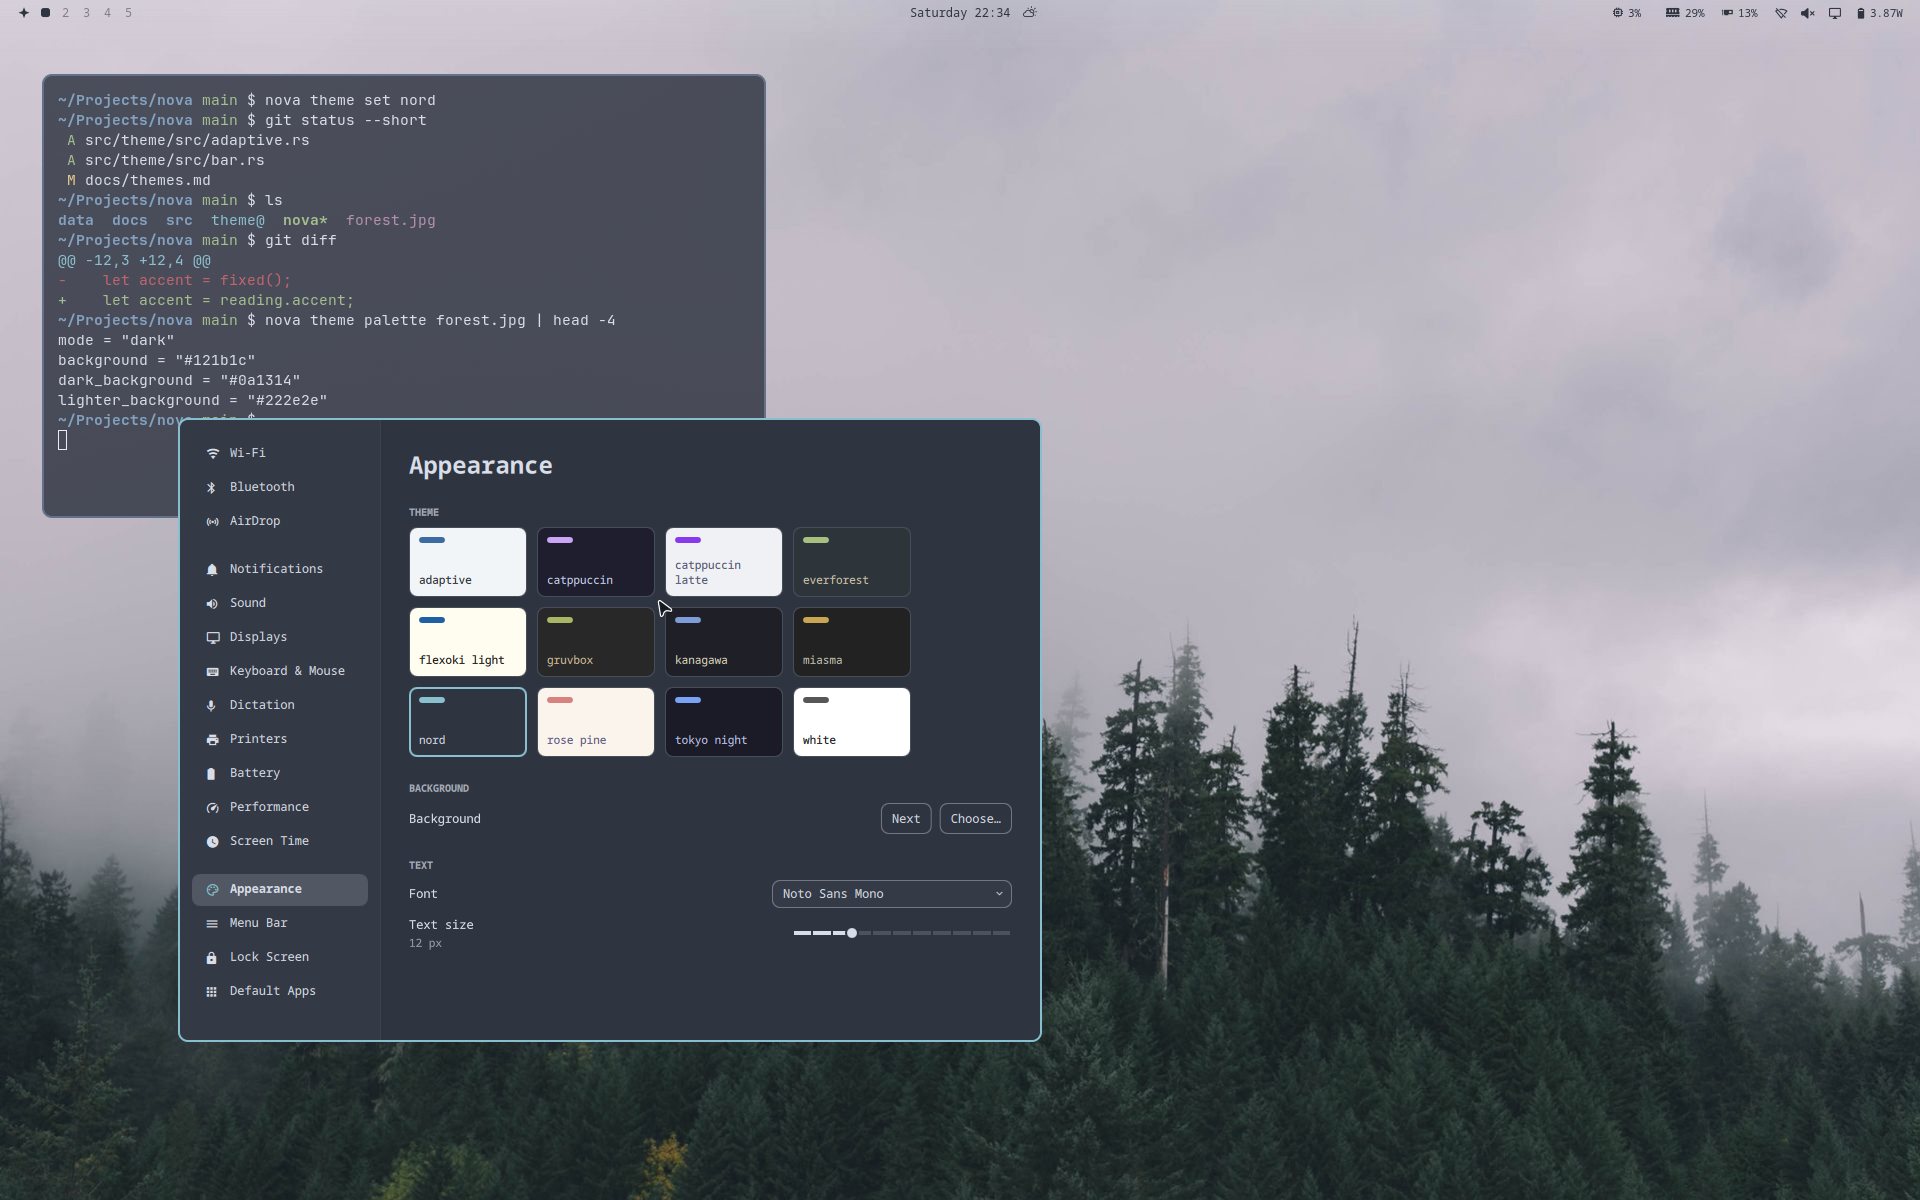 2 3 4 5
Saturday 22:34
3% 29% 13% 3.87W
~/Projects/nova main $ nova theme set nord
~/Projects/nova main $ git status --short
A src/theme/src/adaptive.rs
A src/theme/src/bar.rs
M docs/themes.md
~/Projects/nova main $ ls
data docs src theme@ nova* forest.jpg
~/Projects/nova main $ git diff
@@ -12,3 +12,4 @@
-    let accent = fixed();
+    let accent = reading.accent;
~/Projects/nova main $ nova theme palette forest.jpg | head -4
mode = "dark"
background = "#121b1c"
dark_background = "#0a1314"
lighter_background = "#222e2e"
~/Projects/nova main $
Wi-Fi
Bluetooth
AirDrop
Notifications
Sound
Displays
Keyboard & Mouse
Dictation
Printers
Battery
Performance
Screen Time
Appearance
Menu Bar
Lock Screen
Default Apps
Appearance
THEME
adaptive
catppuccin
catppuccin
latte
everforest
flexoki light
gruvbox
kanagawa
miasma
nord
rose pine
tokyo night
white
BACKGROUND
Background
Next
Choose…
TEXT
Font
Noto Sans Mono
Text size
12 px